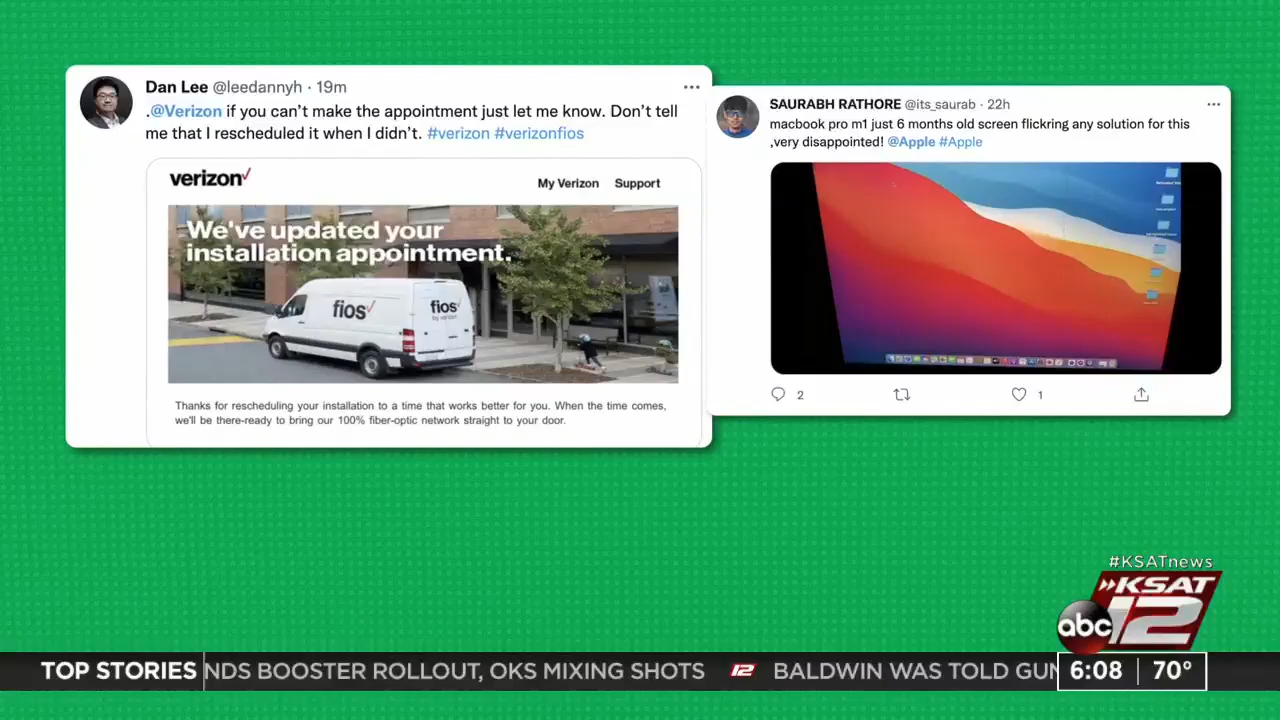 Dan Lee @leedannyh · 19m
.@Verizon if you can't make the appointment just let me know. Don't tell
me that I rescheduled it when I didn't. #verizon #verizonfios
verizon
My Verizon Support
We've updated your
installation appointment.
fios
fios
by verizon
Thanks for rescheduling your installation to a time that works better for you. When the time comes,
we'll be there-ready to bring our 100% fiber-optic network straight to your door.
SAURABH RATHORE @its_saurab · 22h
macbook pro m1 just 6 months old screen flickring any solution for this
,very disappointed! @Apple #Apple
2
1
#KSATnews
KSAT
abc 12
TOP STORIES NDS BOOSTER ROLLOUT, OKS MIXING SHOTS 12 BALDWIN WAS TOLD GUN 6:08 70°